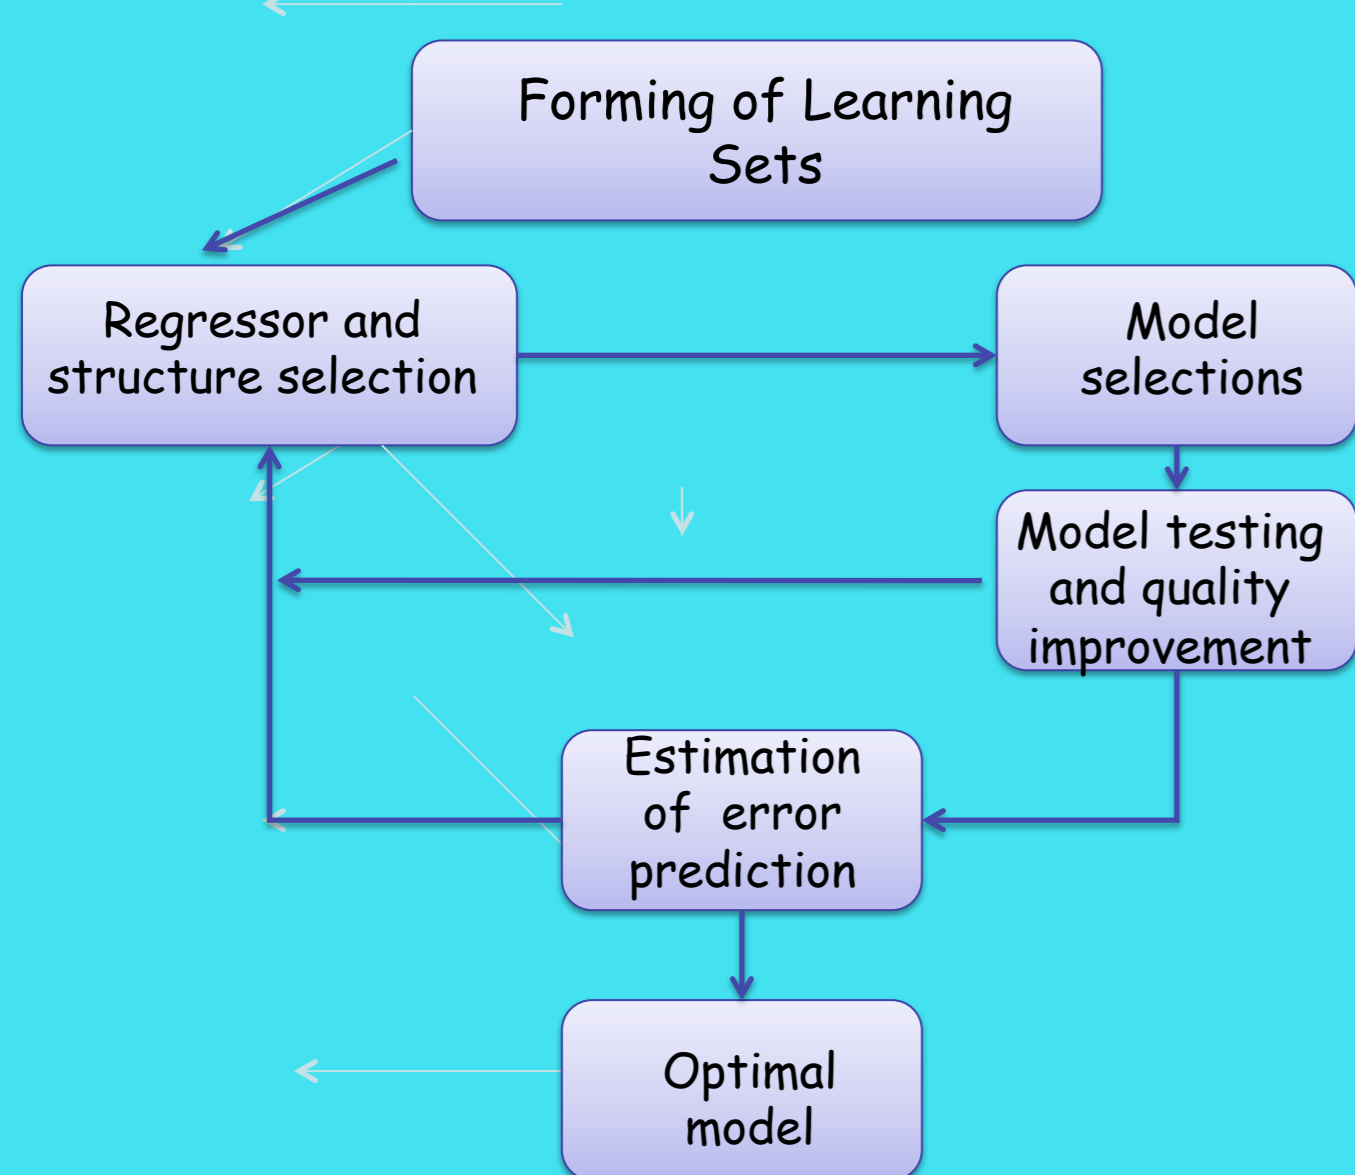 Forming of Learning
Sets
Regressor and
structure selection
Model
selections
Model testing
and quality
improvement
Estimation
of error
prediction
Optimal
model